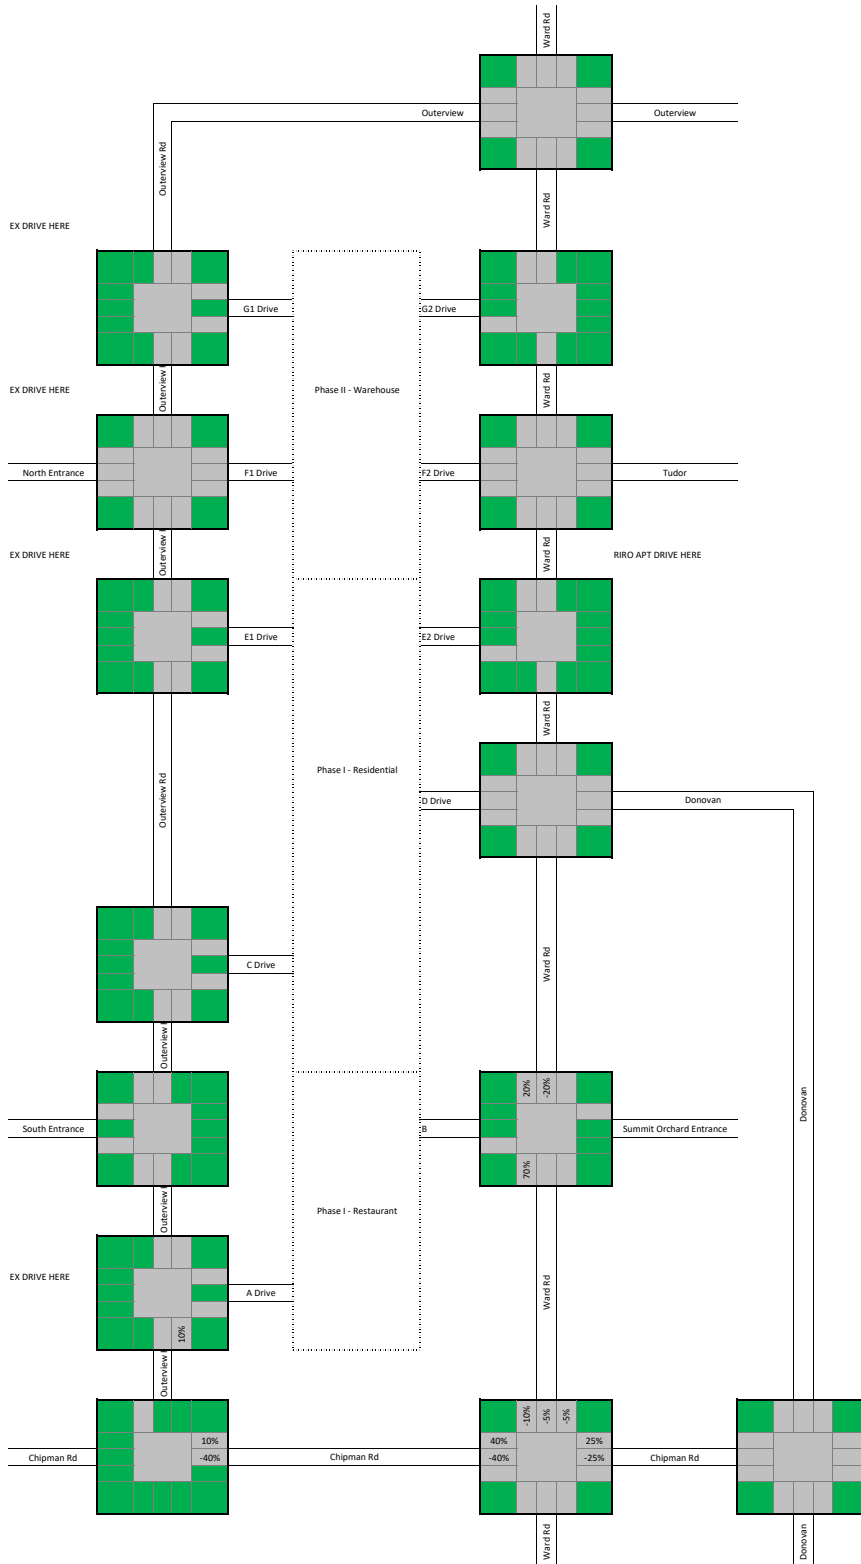 Ward Rd
Outerview
Outerview
Outerview Rd
Ward Rd
EX DRIVE HERE
G1 Drive
G2 Drive
Outerview R
Ward Rd
EX DRIVE HERE
Phase II - Warehouse
North Entrance
F1 Drive
F2 Drive
Tudor
Outerview R
Ward Rd
EX DRIVE HERE
RIRO APT DRIVE HERE
E1 Drive
E2 Drive
Ward Rd
Outerview Rd
Phase I - Residential
D Drive
Donovan
Ward Rd
C Drive
Outerview R
20%
-20%
South Entrance
B
Summit Orchard Entrance
Donovan
70%
Outerview R
Phase I - Restaurant
EX DRIVE HERE
Ward Rd
A Drive
10%
Outerview R
-10%
-5%
-5%
10%
40%
25%
Chipman Rd
-40%
Chipman Rd
-40%
-25%
Chipman Rd
Ward Rd
Donovan